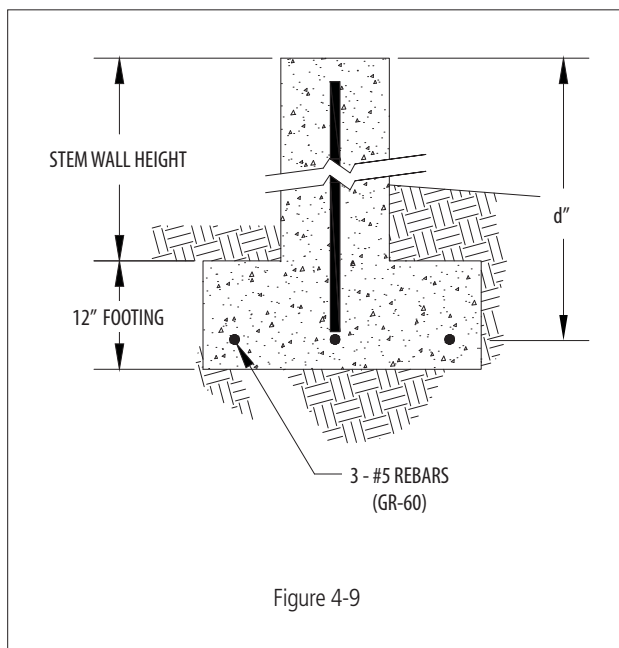 STEM WALL HEIGHT
d"
12" FOOTING
3 - #5 REBARS
(GR-60)
Figure 4-9